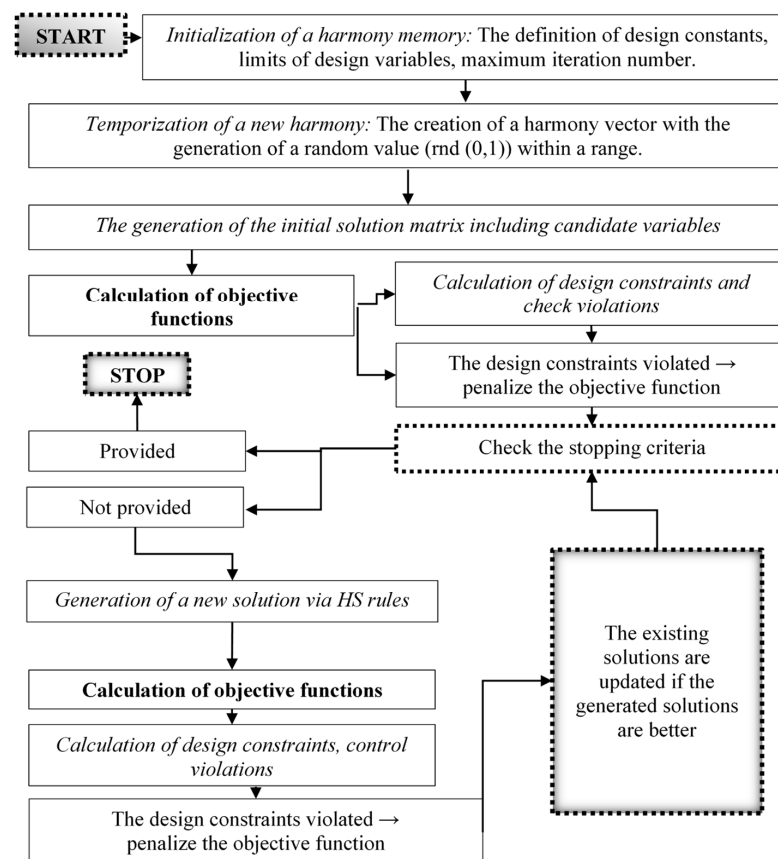 START
Initialization of a harmony memory: The definition of design constants,
limits of design variables, maximum iteration number.
Temporization of a new harmony: The creation of a harmony vector with the
generation of a random value (rnd (0,1)) within a range.
The generation of the initial solution matrix including candidate variables
Calculation of objective
functions
Calculation of design constraints and
check violations
The design constraints violated →
penalize the objective function
STOP
Provided
Check the stopping criteria
Not provided
Generation of a new solution via HS rules
The existing
solutions are
updated if the
generated solutions
are better
Calculation of objective functions
Calculation of design constraints, control
violations
The design constraints violated →
penalize the objective function